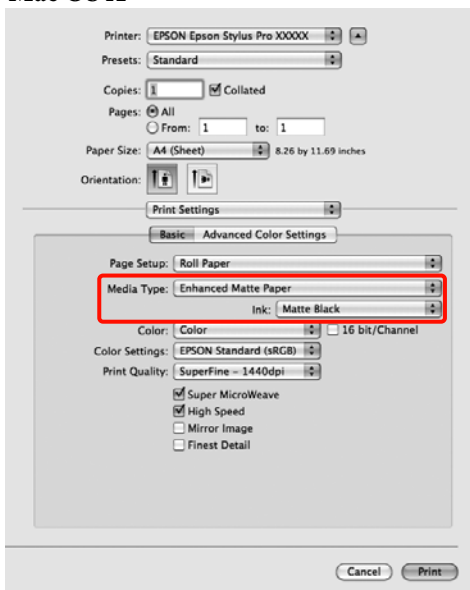 Printer: EPSON Epson Stylus Pro XXXXX
Presets: Standard
Copies: 1 Collated
Pages: All
From: 1 to: 1
Paper Size: A4 (Sheet) 8.26 by 11.69 inches
Orientation:
Print Settings
Basic Advanced Color Settings
Page Setup: Roll Paper
Media Type: Enhanced Matte Paper
Ink: Matte Black
Color: Color 16 bit/Channel
Color Settings: EPSON Standard (sRGB)
Print Quality: SuperFine – 1440dpi
Super MicroWeave
High Speed
Mirror Image
Finest Detail
Cancel Print